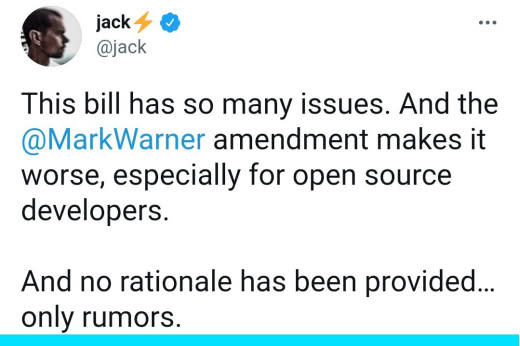 jack⚡
@jack
This bill has so many issues. And the
@MarkWarner amendment makes it
worse, especially for open source
developers.
And no rationale has been provided…
only rumors.